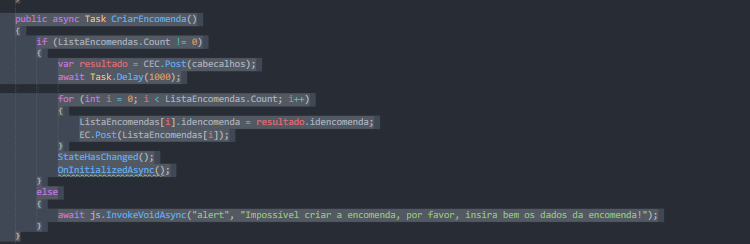 public async Task CriarEncomenda()
{
if (ListaEncomendas.Count != 0)
{
var resultado = CEC.Post(cabecalhos);
await Task.Delay(1000);
for (int i = 0; i < ListaEncomendas.Count; i++)
{
ListaEncomendas[i].idencomenda = resultado.idencomenda;
EC.Post(ListaEncomendas[i]);
}
StateHasChanged();
OnInitializedAsync();
}
else
{
await js.InvokeVoidAsync("alert", "Impossível criar a encomenda, por favor, insira bem os dados da encomenda!");
}
}